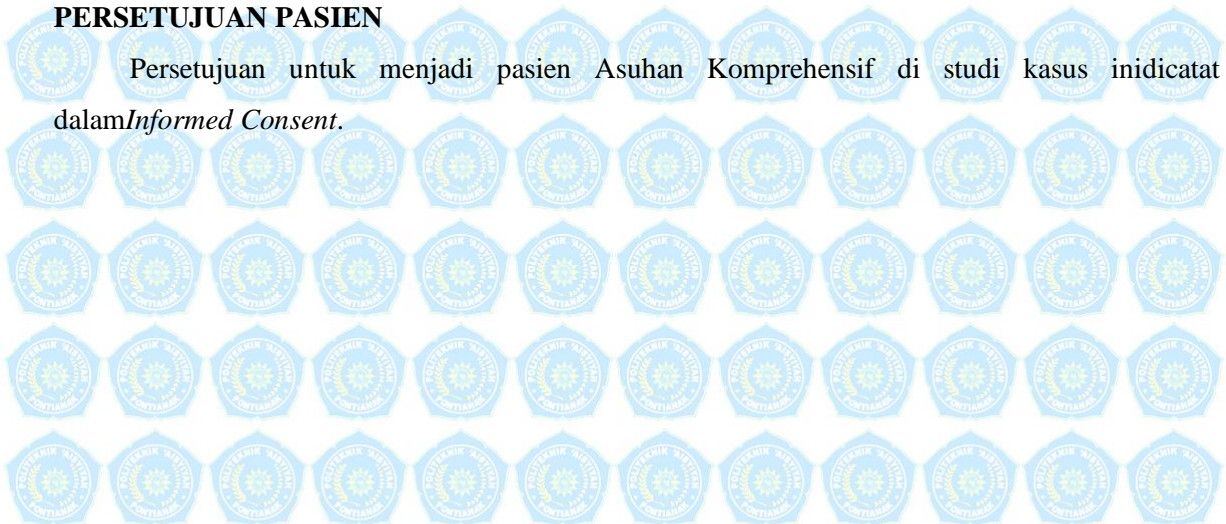 PERSETUJUAN PASIEN
Persetujuan untuk menjadi pasien Asuhan Komprehensif di studi kasus inidicatat
dalamInformed Consent.